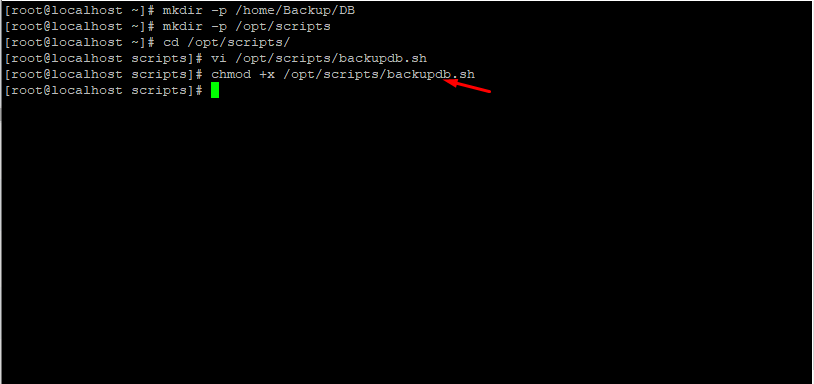 [root@localhost ~]# mkdir -p /home/Backup/DB
[root@localhost ~]# mkdir -p /opt/scripts
[root@localhost ~]# cd /opt/scripts/
[root@localhost scripts]# vi /opt/scripts/backupdb.sh
[root@localhost scripts]# chmod +x /opt/scripts/backupdb.sh
[root@localhost scripts]#